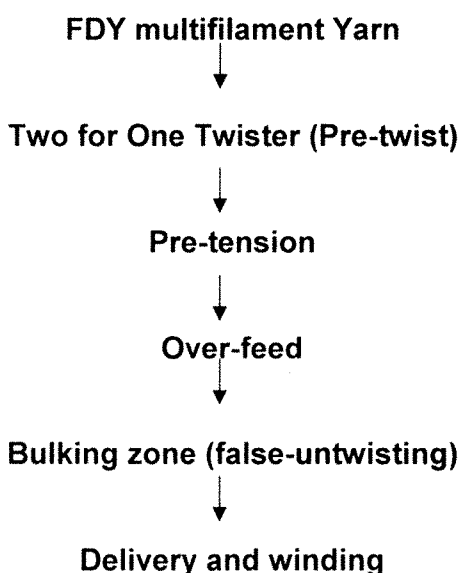 FDY multifilament Yarn
Two for One Twister (Pre-twist)
Pre-tension
Over-feed
Bulking zone (false-untwisting)
Delivery and winding